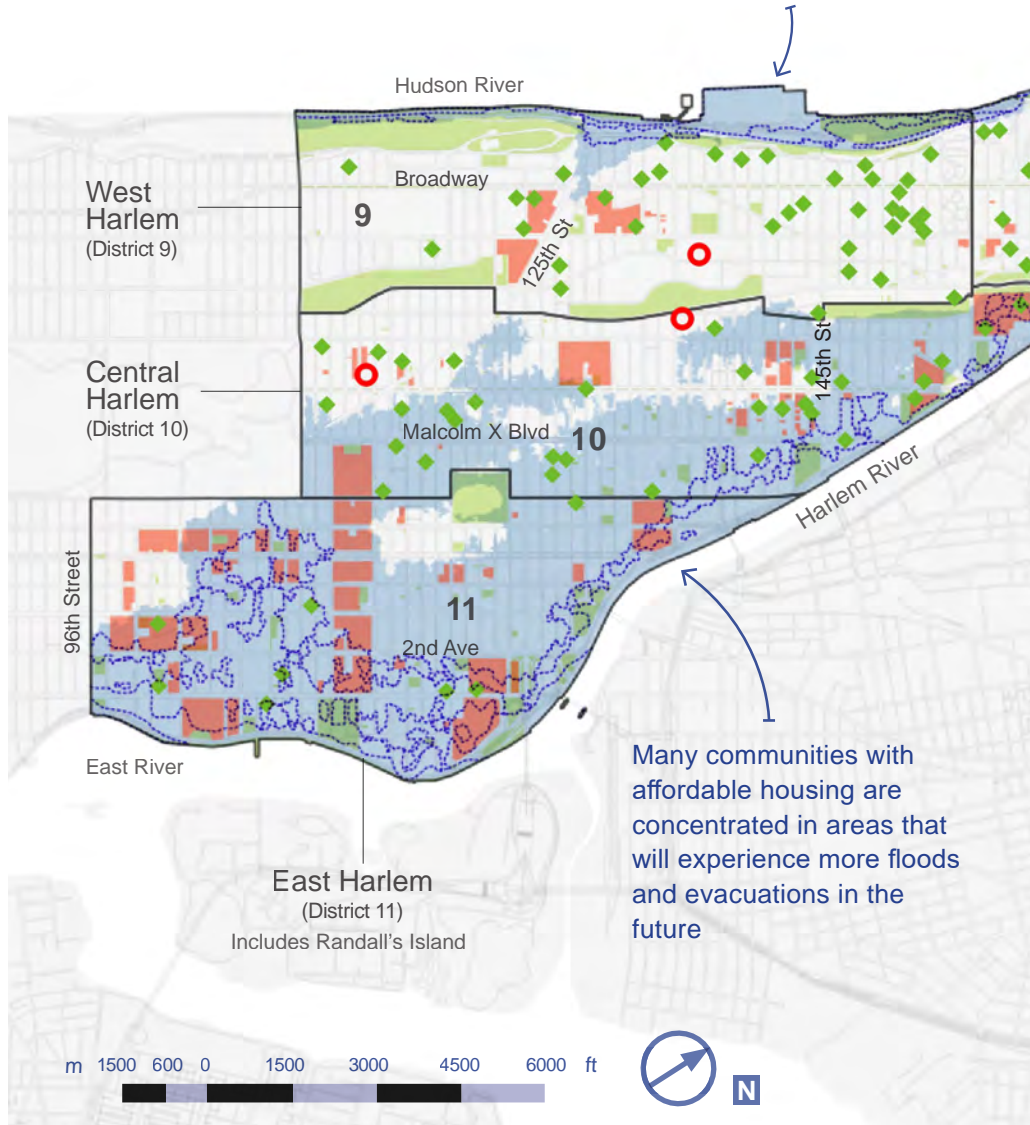 Hudson River
West
Harlem
(District 9)
Broadway
9
125th St
Central
Harlem
(District 10)
145th St
Malcolm X Blvd
10
Harlem River
96th Street
11
2nd Ave
East River
Many communities with
affordable housing are
concentrated in areas that
will experience more floods
and evacuations in the
future
East Harlem
(District 11)
Includes Randall's Island
m 1500 600 0 1500 3000 4500 6000 ft
N